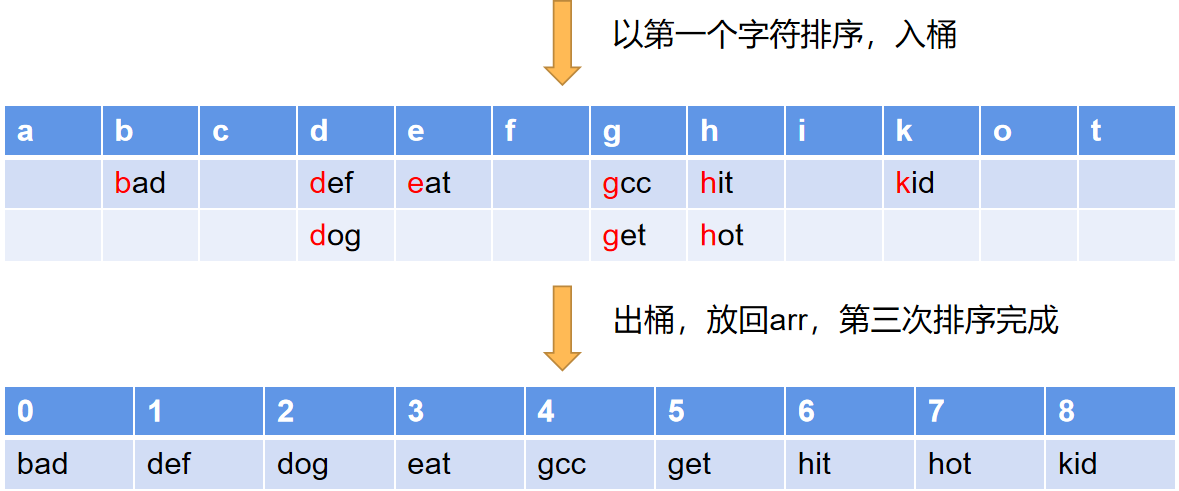 以第一个字符排序，入桶
a b c d e f g h i k o t
bad def eat gcc hit kid
dog get hot
出桶，放回arr，第三次排序完成
0 1 2 3 4 5 6 7 8
bad def dog eat gcc get hit hot kid